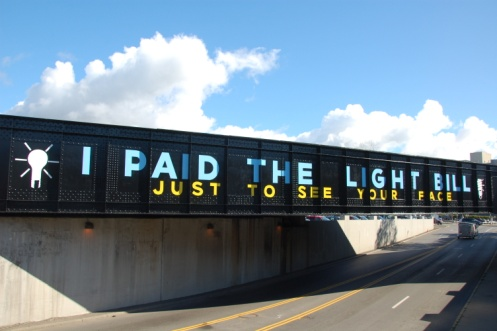 I PAID THE LIGHT BILL
JUST TO SEE YOUR FACE